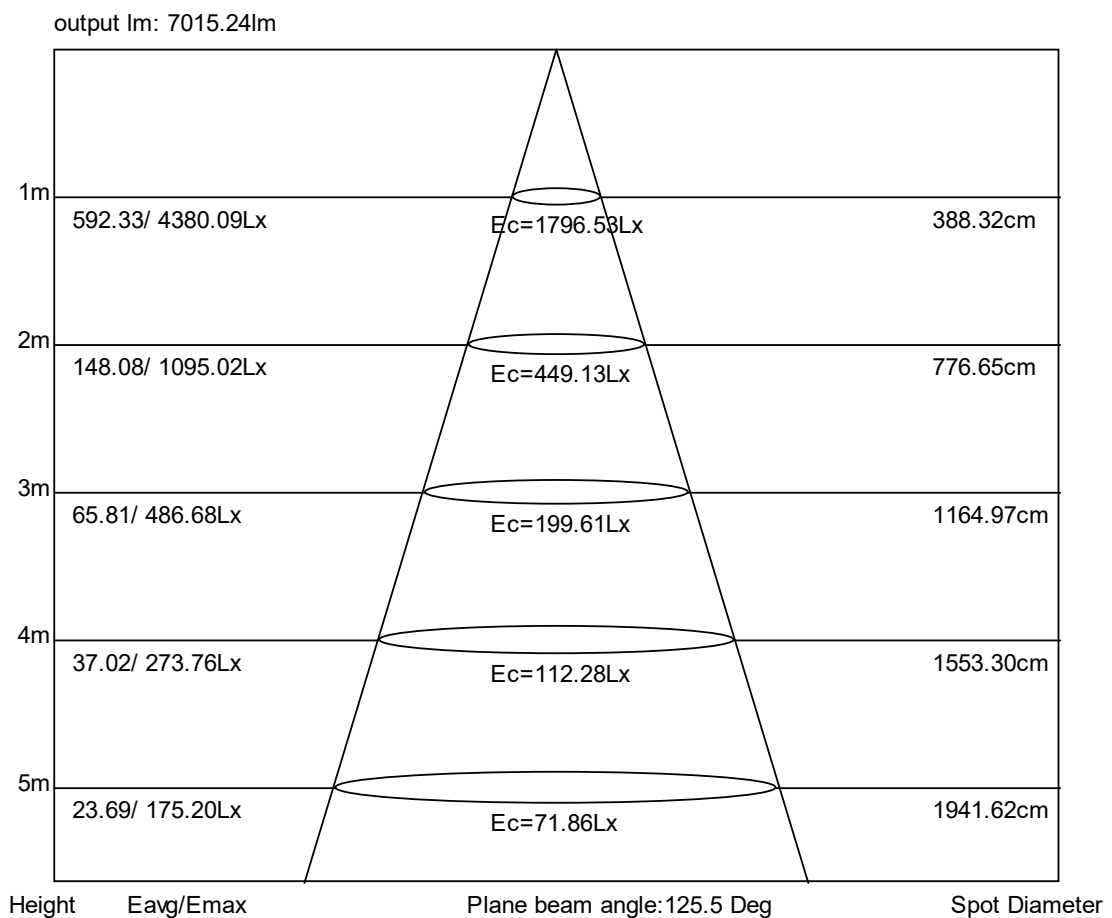 output lm: 7015.24lm
1m
592.33/ 4380.09Lx
Ec=1796.53Lx
388.32cm
2m
148.08/ 1095.02Lx
Ec=449.13Lx
776.65cm
3m
65.81/ 486.68Lx
Ec=199.61Lx
1164.97cm
4m
37.02/ 273.76Lx
Ec=112.28Lx
1553.30cm
5m
23.69/ 175.20Lx
Ec=71.86Lx
1941.62cm
Height Eavg/Emax Plane beam angle:125.5 Deg Spot Diameter